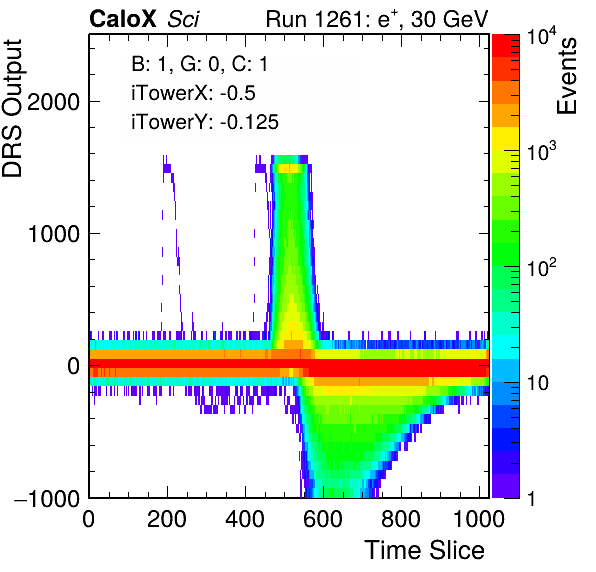 CaloX Sci Run 1261: e⁺, 30 GeV
B: 1, G: 0, C: 1
iTowerX: -0.5
iTowerY: -0.125
DRS Output
2000
1000
0
−1000
0 200 400 600 800 1000
Time Slice
Events
10⁴
10³
10²
10
1